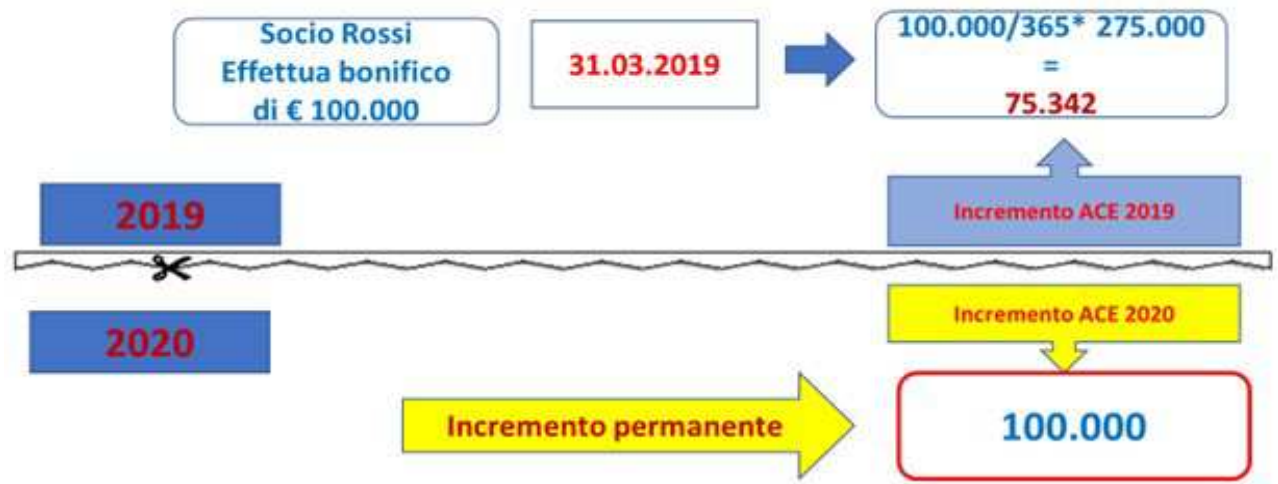 Socio Rossi
Effettua bonifico
di € 100.000
31.03.2019
100.000/365* 275.000
=
75.342
2019
Incremento ACE 2019
2020
Incremento ACE 2020
Incremento permanente
100.000